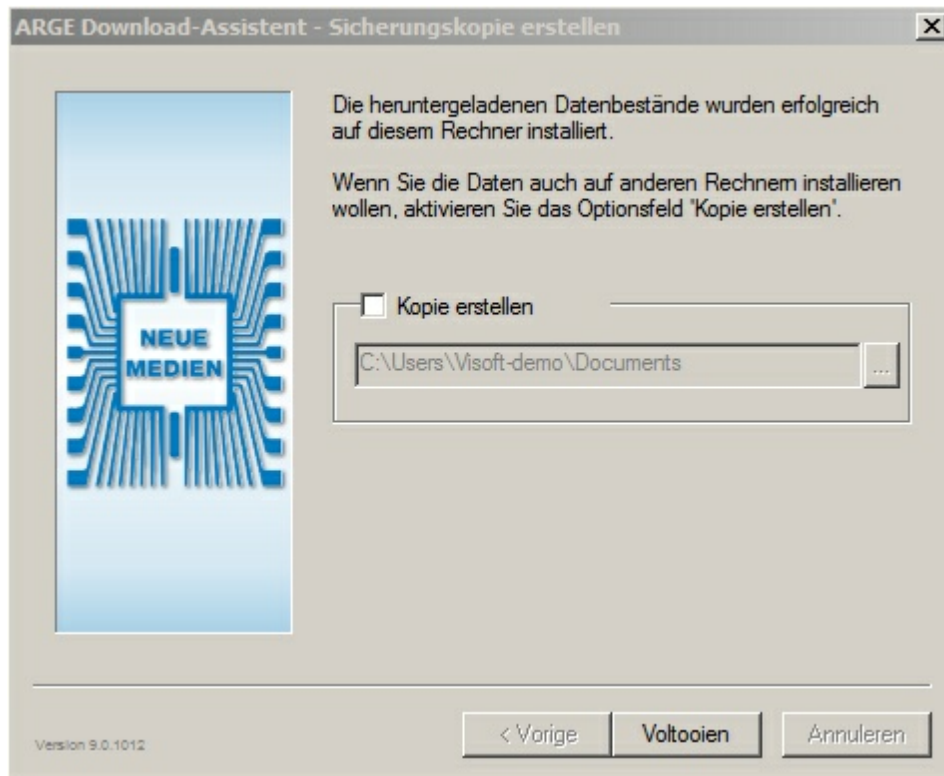 ARGE Download-Assistent - Sicherungskopie erstellen
Die heruntergeladenen Datenbestände wurden erfolgreich
auf diesem Rechner installiert.
Wenn Sie die Daten auch auf anderen Rechnern installieren
wollen, aktivieren Sie das Optionsfeld 'Kopie erstellen'.
NEUE
MEDIEN
Kopie erstellen
C:\Users\Visoft-demo\Documents
...
Version 9.0.1012
< Vorige
Voltooien
Annuleren